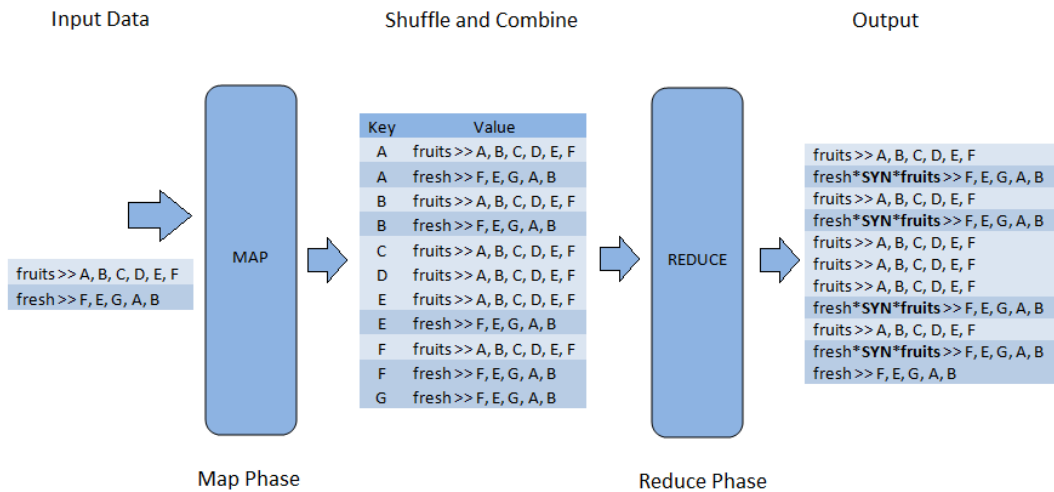 Input Data
Shuffle and Combine
Output
fruits>> A, B, C, D, E, F
fresh>> F, E, G, A, B
MAP
Map Phase
Key Value
A fruits>> A, B, C, D, E, F
A fresh>> F, E, G, A, B
B fruits>> A, B, C, D, E, F
B fresh>> F, E, G, A, B
C fruits>> A, B, C, D, E, F
D fruits>> A, B, C, D, E, F
E fruits>> A, B, C, D, E, F
E fresh>> F, E, G, A, B
F fruits>> A, B, C, D, E, F
F fresh>> F, E, G, A, B
G fresh>> F, E, G, A, B
REDUCE
Reduce Phase
fruits>> A, B, C, D, E, F
fresh*SYN*fruits>> F, E, G, A, B
fruits>> A, B, C, D, E, F
fresh*SYN*fruits>> F, E, G, A, B
fruits>> A, B, C, D, E, F
fruits>> A, B, C, D, E, F
fruits>> A, B, C, D, E, F
fresh*SYN*fruits>> F, E, G, A, B
fruits>> A, B, C, D, E, F
fresh*SYN*fruits>> F, E, G, A, B
fresh>> F, E, G, A, B